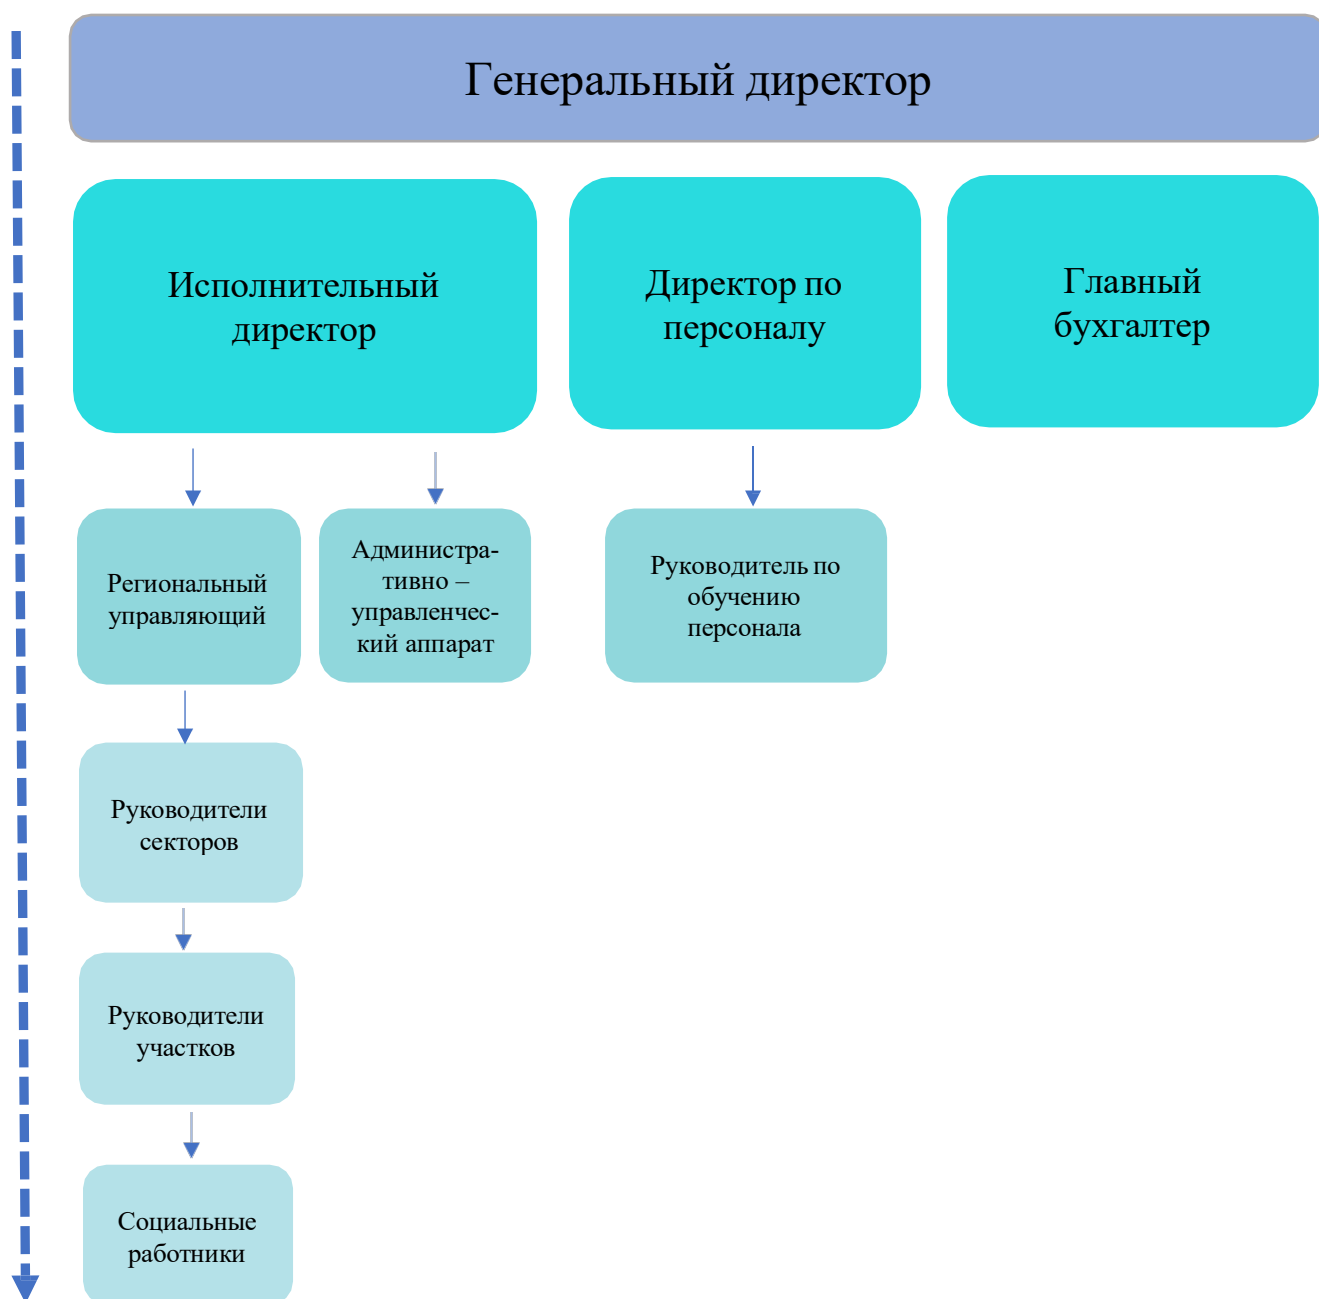 Генеральный директор
Исполнительный
директор
Директор по
персоналу
Главный
бухгалтер
Региональный
управляющий
Администра-
тивно –
управленчес-
кий аппарат
Руководитель по
обучению
персонала
Руководители
секторов
Руководители
участков
Социальные
работники